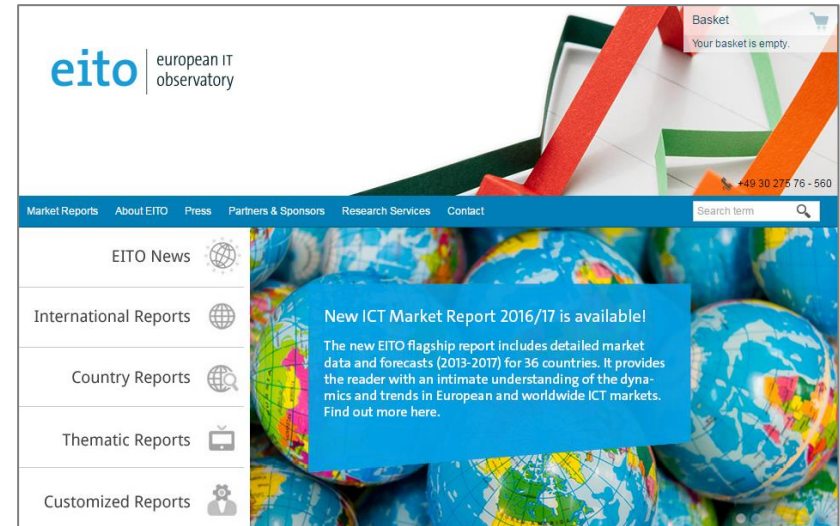 Basket
Your basket is empty.
eito
european IT
observatory
+49 30 275 76 - 560
Market Reports About EITO Press Partners & Sponsors Research Services Contact
Search term
EITO News
International Reports
Country Reports
Thematic Reports
Customized Reports
New ICT Market Report 2016/17 is available!
The new EITO flagship report includes detailed market
data and forecasts (2013-2017) for 36 countries. It provides
the reader with an intimate understanding of the dyna-
mics and trends in European and worldwide ICT markets.
Find out more here.